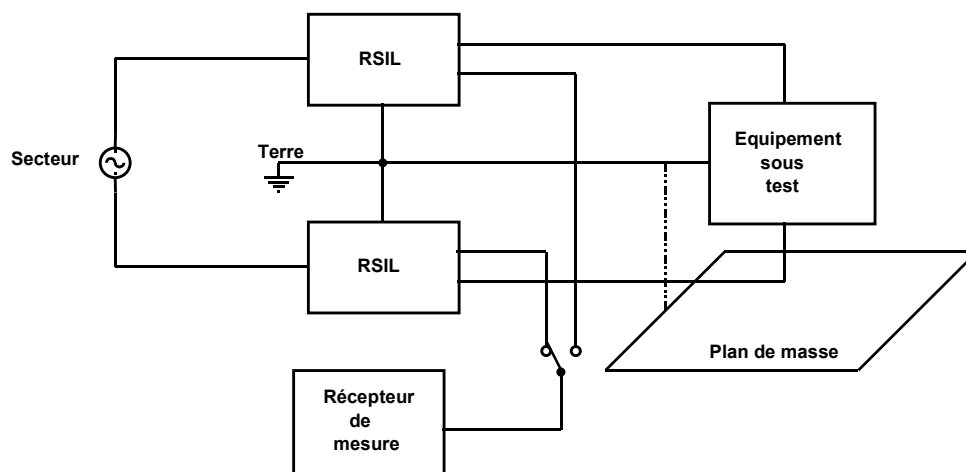 RSIL
Secteur
Terre
Equipement
sous
test
RSIL
Plan de masse
Récepteur
de
mesure